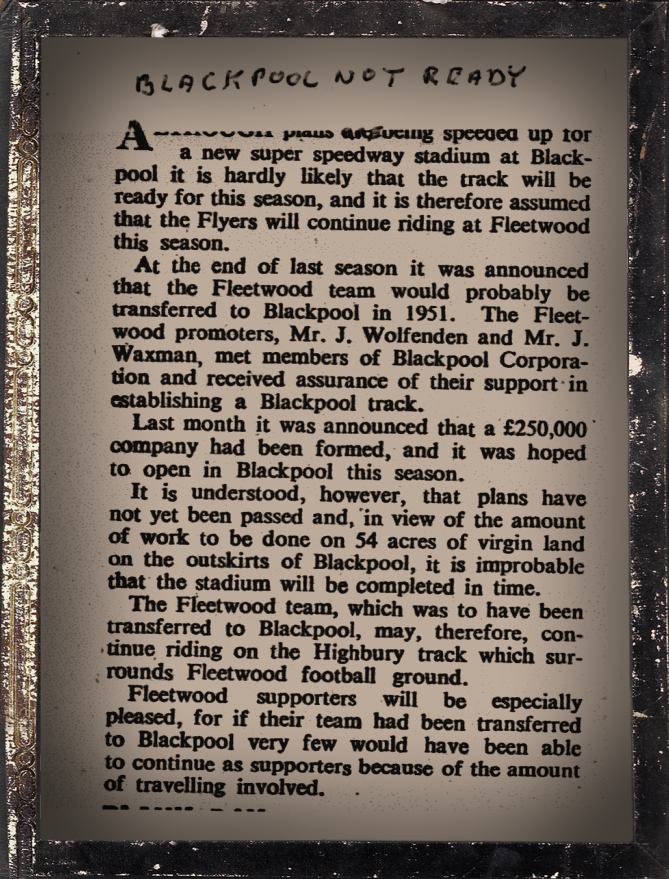 BLACKPOOL NOT READY
plans are being speeded up for
a new super speedway stadium at Black-
pool it is hardly likely that the track will be
ready for this season, and it is therefore assumed
that the Flyers will continue riding at Fleetwood
this season.
At the end of last season it was announced
that the Fleetwood team would probably be
transferred to Blackpool in 1951. The Fleet-
wood promoters, Mr. J. Wolfenden and Mr. J.
Waxman, met members of Blackpool Corpora-
tion and received assurance of their support in
establishing a Blackpool track.
Last month it was announced that a £250,000
company had been formed, and it was hoped
to open in Blackpool this season.
It is understood, however, that plans have
not yet been passed and, in view of the amount
of work to be done on 54 acres of virgin land
on the outskirts of Blackpool, it is improbable
that the stadium will be completed in time.
The Fleetwood team, which was to have been
transferred to Blackpool, may, therefore, con-
tinue riding on the Highbury track which sur-
rounds Fleetwood football ground.
Fleetwood supporters will be especially
pleased, for if their team had been transferred
to Blackpool very few would have been able
to continue as supporters because of the amount
of travelling involved.